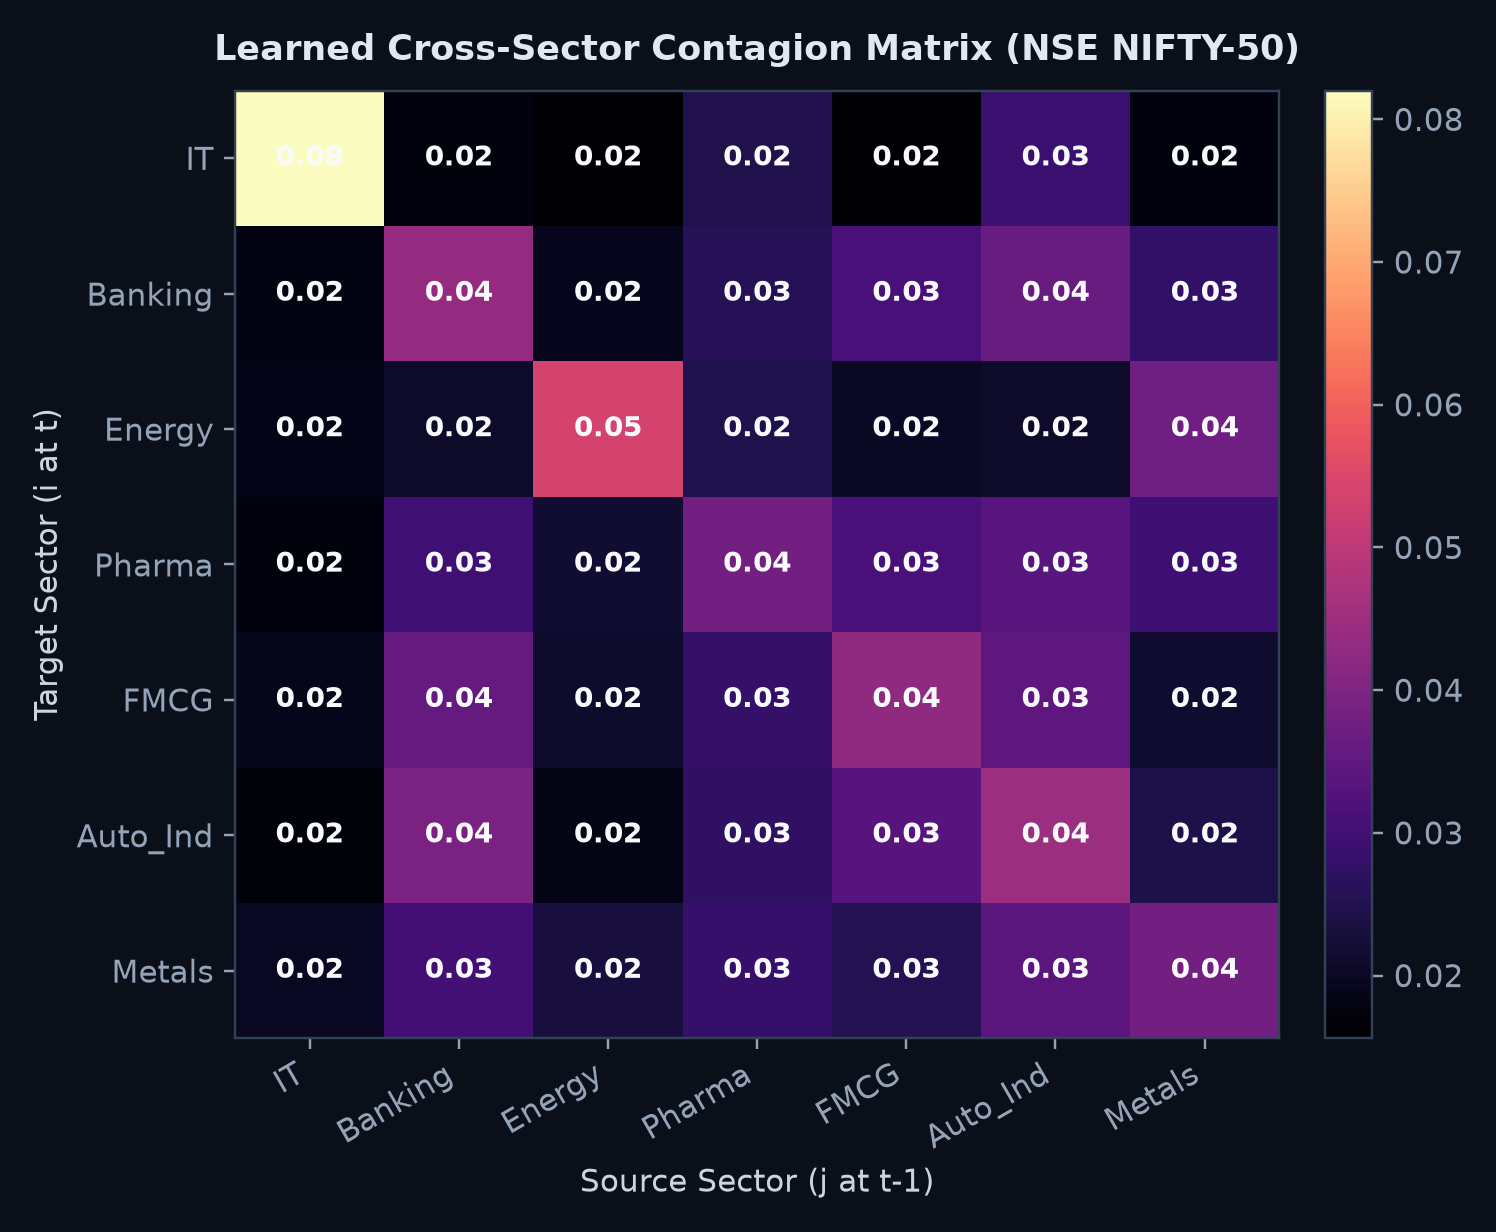 Learned Cross-Sector Contagion Matrix (NSE NIFTY-50)
Target Sector (i at t)
IT 0.08 0.02 0.02 0.02 0.02 0.03 0.02
Banking 0.02 0.04 0.02 0.03 0.03 0.04 0.03
Energy 0.02 0.02 0.05 0.02 0.02 0.02 0.04
Pharma 0.02 0.03 0.02 0.04 0.03 0.03 0.03
FMCG 0.02 0.04 0.02 0.03 0.04 0.03 0.02
Auto_Ind 0.02 0.04 0.02 0.03 0.03 0.04 0.02
Metals 0.02 0.03 0.02 0.03 0.03 0.03 0.04
IT Banking Energy Pharma FMCG Auto_Ind Metals
Source Sector (j at t-1)
0.08
0.07
0.06
0.05
0.04
0.03
0.02